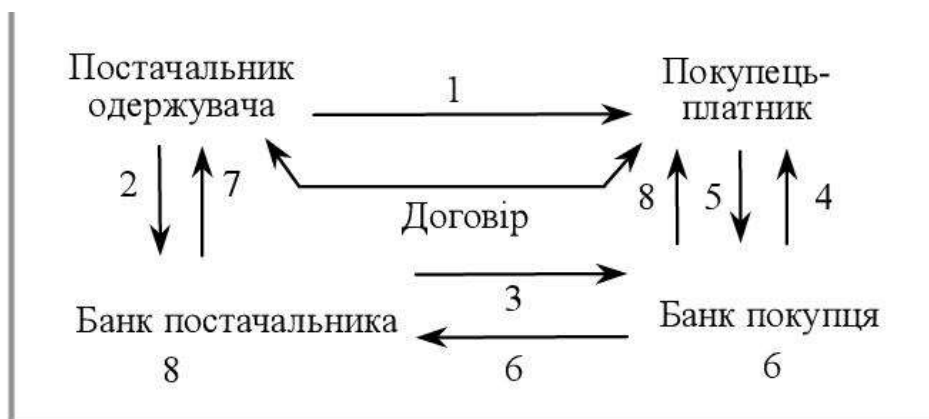 Постачальник
одержувача
1
Покупець-
платник
2
7
Договір
8
5
4
3
Банк постачальника
Банк покупця
8
6
6